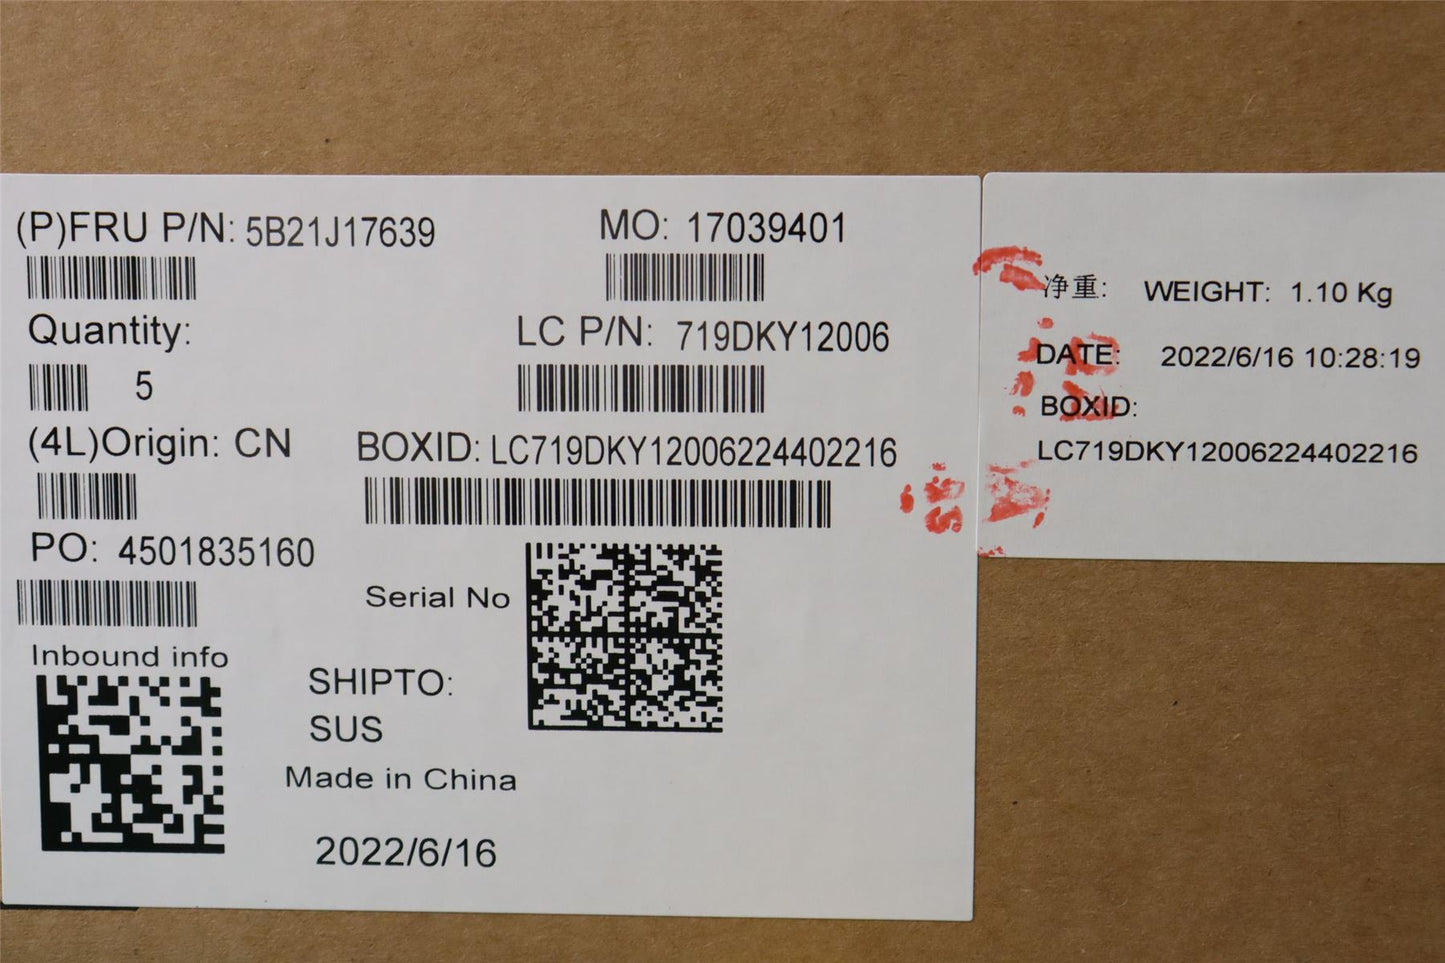 (P)FRU P/N: 5B21J17639
MO: 17039401
Quantity:
5
LC P/N: 719DKY12006
(4L)Origin: CN
BOXID: LC719DKY12006224402216
PO: 4501835160
Serial No
Inbound info
SHIPTO:
SUS
Made in China
2022/6/16
净重: WEIGHT: 1.10 Kg
DATE: 2022/6/16 10:28:19
BOXID:
LC719DKY12006224402216